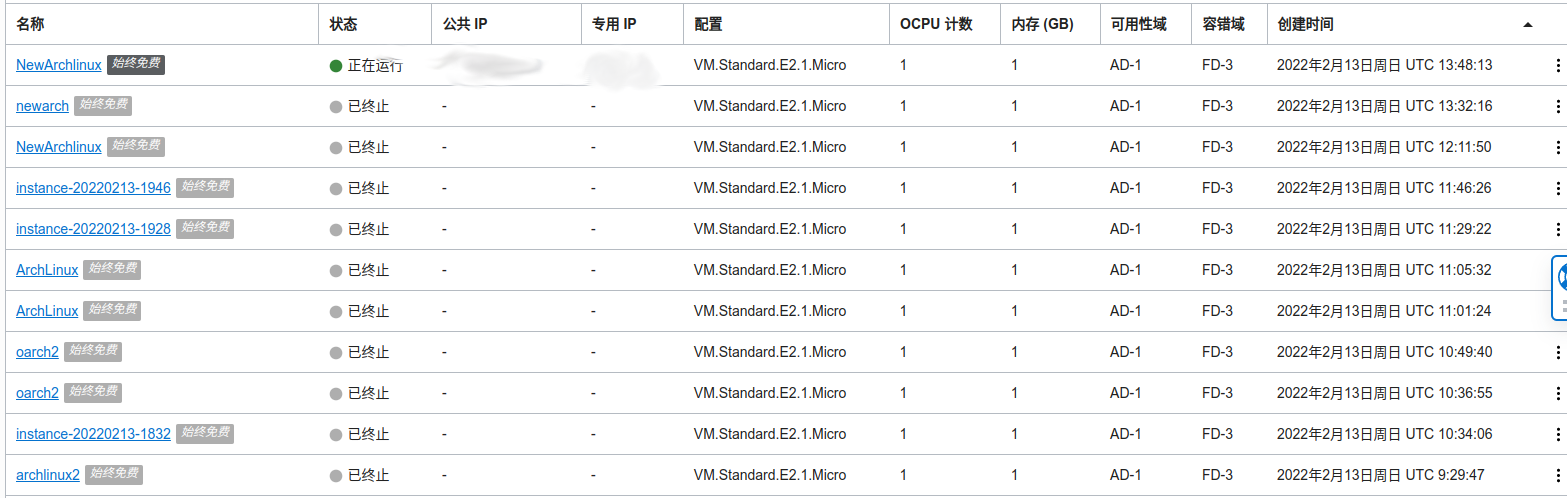 名称 状态 公共 IP 专用 IP 配置 OCPU 计数 内存 (GB) 可用性域 容错域 创建时间
NewArchlinux 始终免费 正在运行 VM.Standard.E2.1.Micro 1 1 AD-1 FD-3 2022年2月13日周日 UTC 13:48:13
newarch 始终免费 已终止 - - VM.Standard.E2.1.Micro 1 1 AD-1 FD-3 2022年2月13日周日 UTC 13:32:16
NewArchlinux 始终免费 已终止 - - VM.Standard.E2.1.Micro 1 1 AD-1 FD-3 2022年2月13日周日 UTC 12:11:50
instance-20220213-1946 始终免费 已终止 - - VM.Standard.E2.1.Micro 1 1 AD-1 FD-3 2022年2月13日周日 UTC 11:46:26
instance-20220213-1928 始终免费 已终止 - - VM.Standard.E2.1.Micro 1 1 AD-1 FD-3 2022年2月13日周日 UTC 11:29:22
ArchLinux 始终免费 已终止 - - VM.Standard.E2.1.Micro 1 1 AD-1 FD-3 2022年2月13日周日 UTC 11:05:32
ArchLinux 始终免费 已终止 - - VM.Standard.E2.1.Micro 1 1 AD-1 FD-3 2022年2月13日周日 UTC 11:01:24
oarch2 始终免费 已终止 - - VM.Standard.E2.1.Micro 1 1 AD-1 FD-3 2022年2月13日周日 UTC 10:49:40
oarch2 始终免费 已终止 - - VM.Standard.E2.1.Micro 1 1 AD-1 FD-3 2022年2月13日周日 UTC 10:36:55
instance-20220213-1832 始终免费 已终止 - - VM.Standard.E2.1.Micro 1 1 AD-1 FD-3 2022年2月13日周日 UTC 10:34:06
archlinux2 始终免费 已终止 - - VM.Standard.E2.1.Micro 1 1 AD-1 FD-3 2022年2月13日周日 UTC 9:29:47